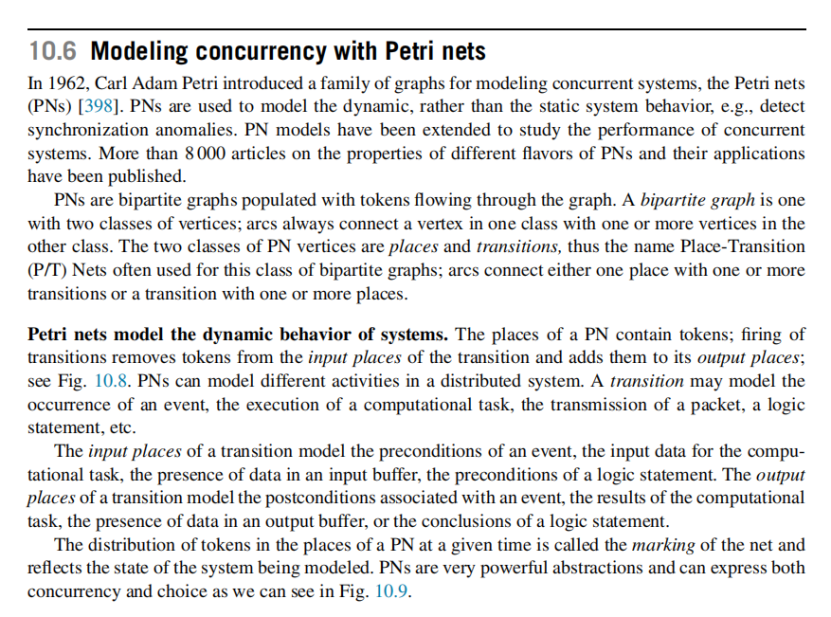 10.6 Modeling concurrency with Petri nets
In 1962, Carl Adam Petri introduced a family of graphs for modeling concurrent systems, the Petri nets
(PNs) [398]. PNs are used to model the dynamic, rather than the static system behavior, e.g., detect
synchronization anomalies. PN models have been extended to study the performance of concurrent
systems. More than 8 000 articles on the properties of different flavors of PNs and their applications
have been published.
PNs are bipartite graphs populated with tokens flowing through the graph. A bipartite graph is one
with two classes of vertices; arcs always connect a vertex in one class with one or more vertices in the
other class. The two classes of PN vertices are places and transitions, thus the name Place-Transition
(P/T) Nets often used for this class of bipartite graphs; arcs connect either one place with one or more
transitions or a transition with one or more places.
Petri nets model the dynamic behavior of systems. The places of a PN contain tokens; firing of
transitions removes tokens from the input places of the transition and adds them to its output places;
see Fig. 10.8. PNs can model different activities in a distributed system. A transition may model the
occurrence of an event, the execution of a computational task, the transmission of a packet, a logic
statement, etc.
The input places of a transition model the preconditions of an event, the input data for the compu-
tational task, the presence of data in an input buffer, the preconditions of a logic statement. The output
places of a transition model the postconditions associated with an event, the results of the computational
task, the presence of data in an output buffer, or the conclusions of a logic statement.
The distribution of tokens in the places of a PN at a given time is called the marking of the net and
reflects the state of the system being modeled. PNs are very powerful abstractions and can express both
concurrency and choice as we can see in Fig. 10.9.